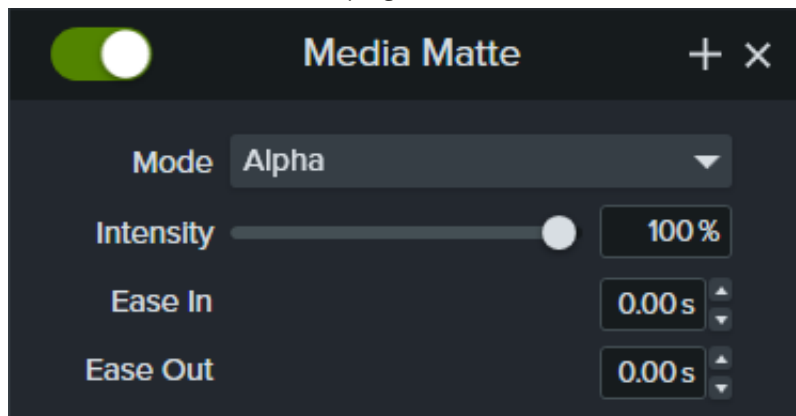 Media Matte
Mode Alpha
Intensity 100%
Ease In 0.00s
Ease Out 0.00s